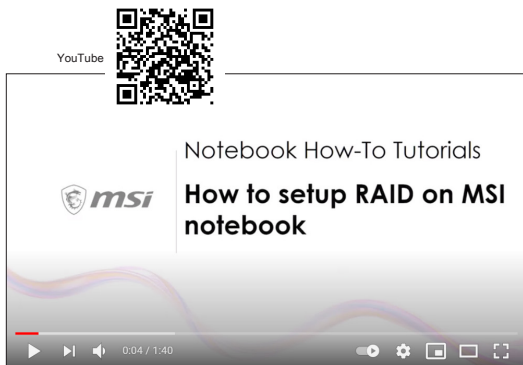 YouTube
Notebook How-To Tutorials
msi
How to setup RAID on MSI
notebook
0:04 / 1:40